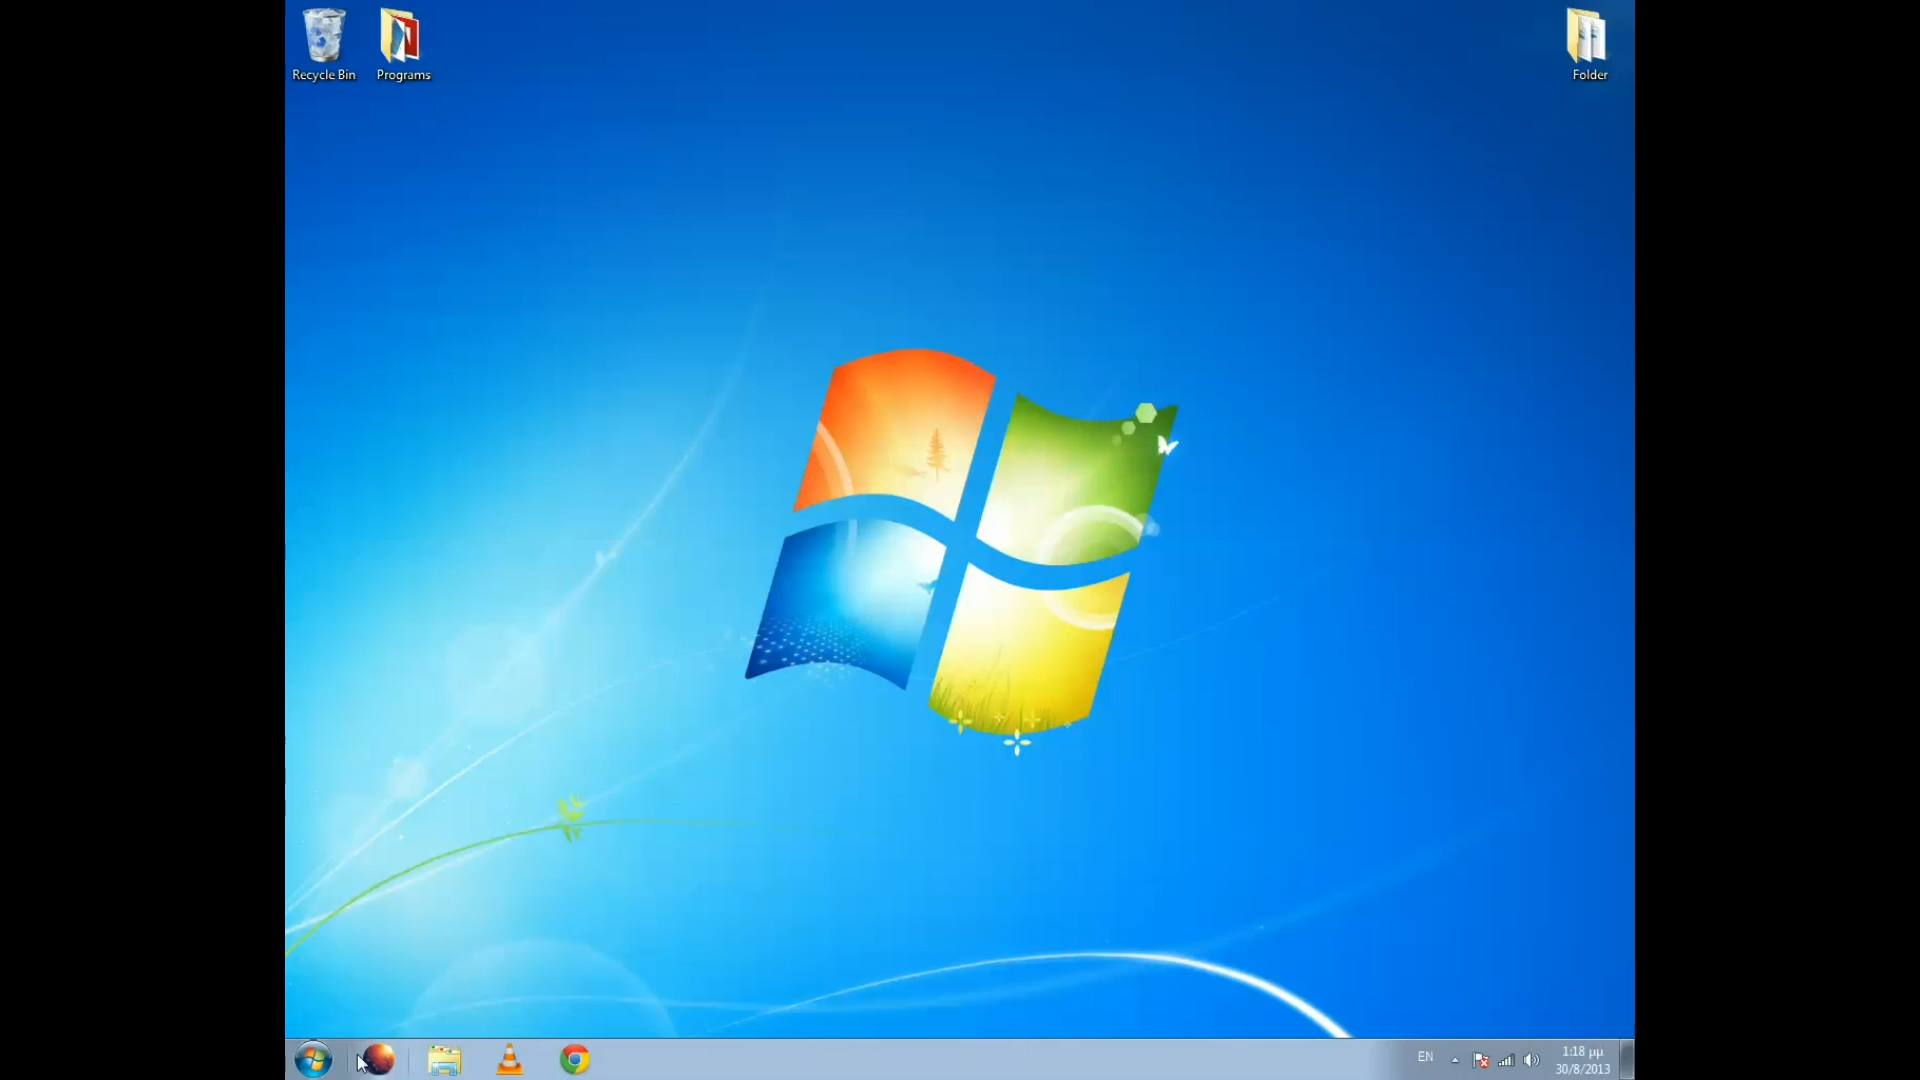 Recycle Bin
Programs
Folder
EN
1:18 μμ
30/8/2013